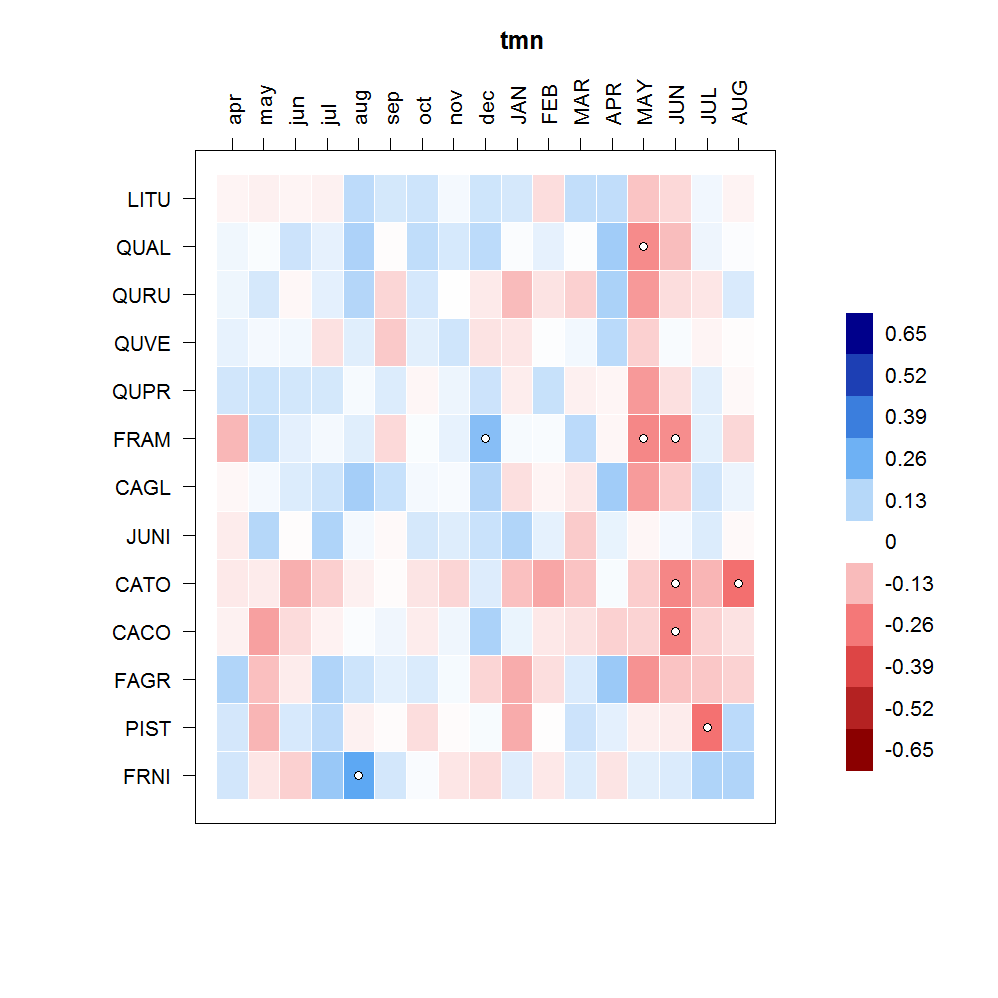 tmn
apr may jun jul aug sep oct nov dec JAN FEB MAR APR MAY JUN JUL AUG
LITU
QUAL
QURU
QUVE
QUPR
FRAM
CAGL
JUNI
CATO
CACO
FAGR
PIST
FRNI
0.65
0.52
0.39
0.26
0.13
0
-0.13
-0.26
-0.39
-0.52
-0.65